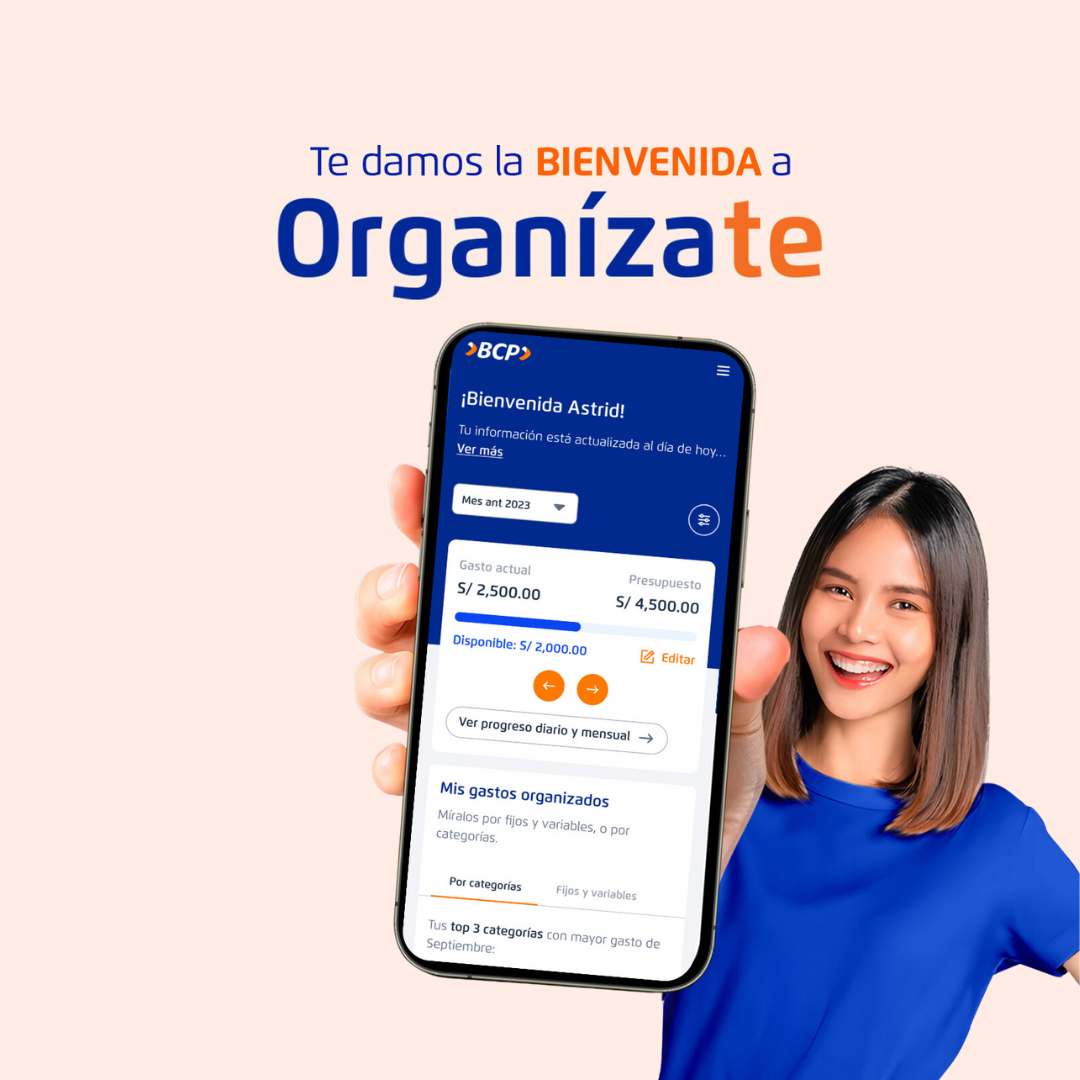 Te damos la BIENVENIDA a
Organízate
BCP
¡Bienvenida Astrid!
Tu información está actualizada al día de hoy...
Ver más
Mes ant 2023
Gasto actual
Presupuesto
S/ 2,500.00
S/ 4,500.00
Disponible: S/ 2,000.00
Editar
Ver progreso diario y mensual
Mis gastos organizados
Míralos por fijos y variables, o por
categorías.
Por categorías
Fijos y variables
Tus top 3 categorías con mayor gasto de
Septiembre: